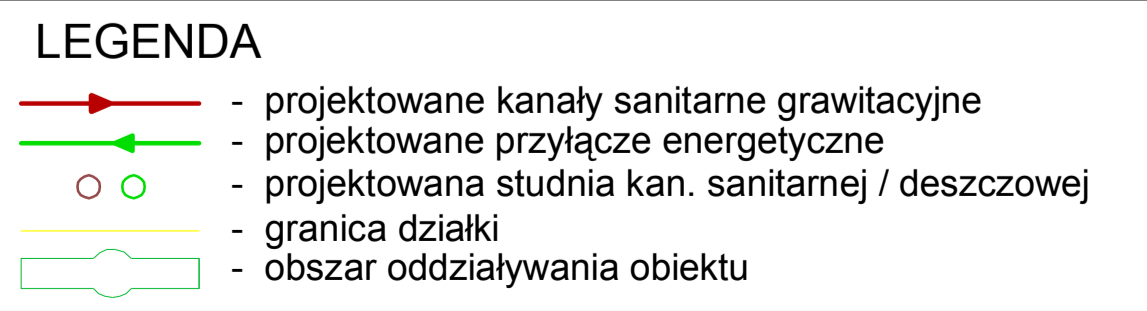 LEGENDA
- projektowane kanały sanitarne grawitacyjne
- projektowane przyłącze energetyczne
- projektowana studnia kan. sanitarnej / deszczowej
- granica działki
- obszar oddziaływania obiektu